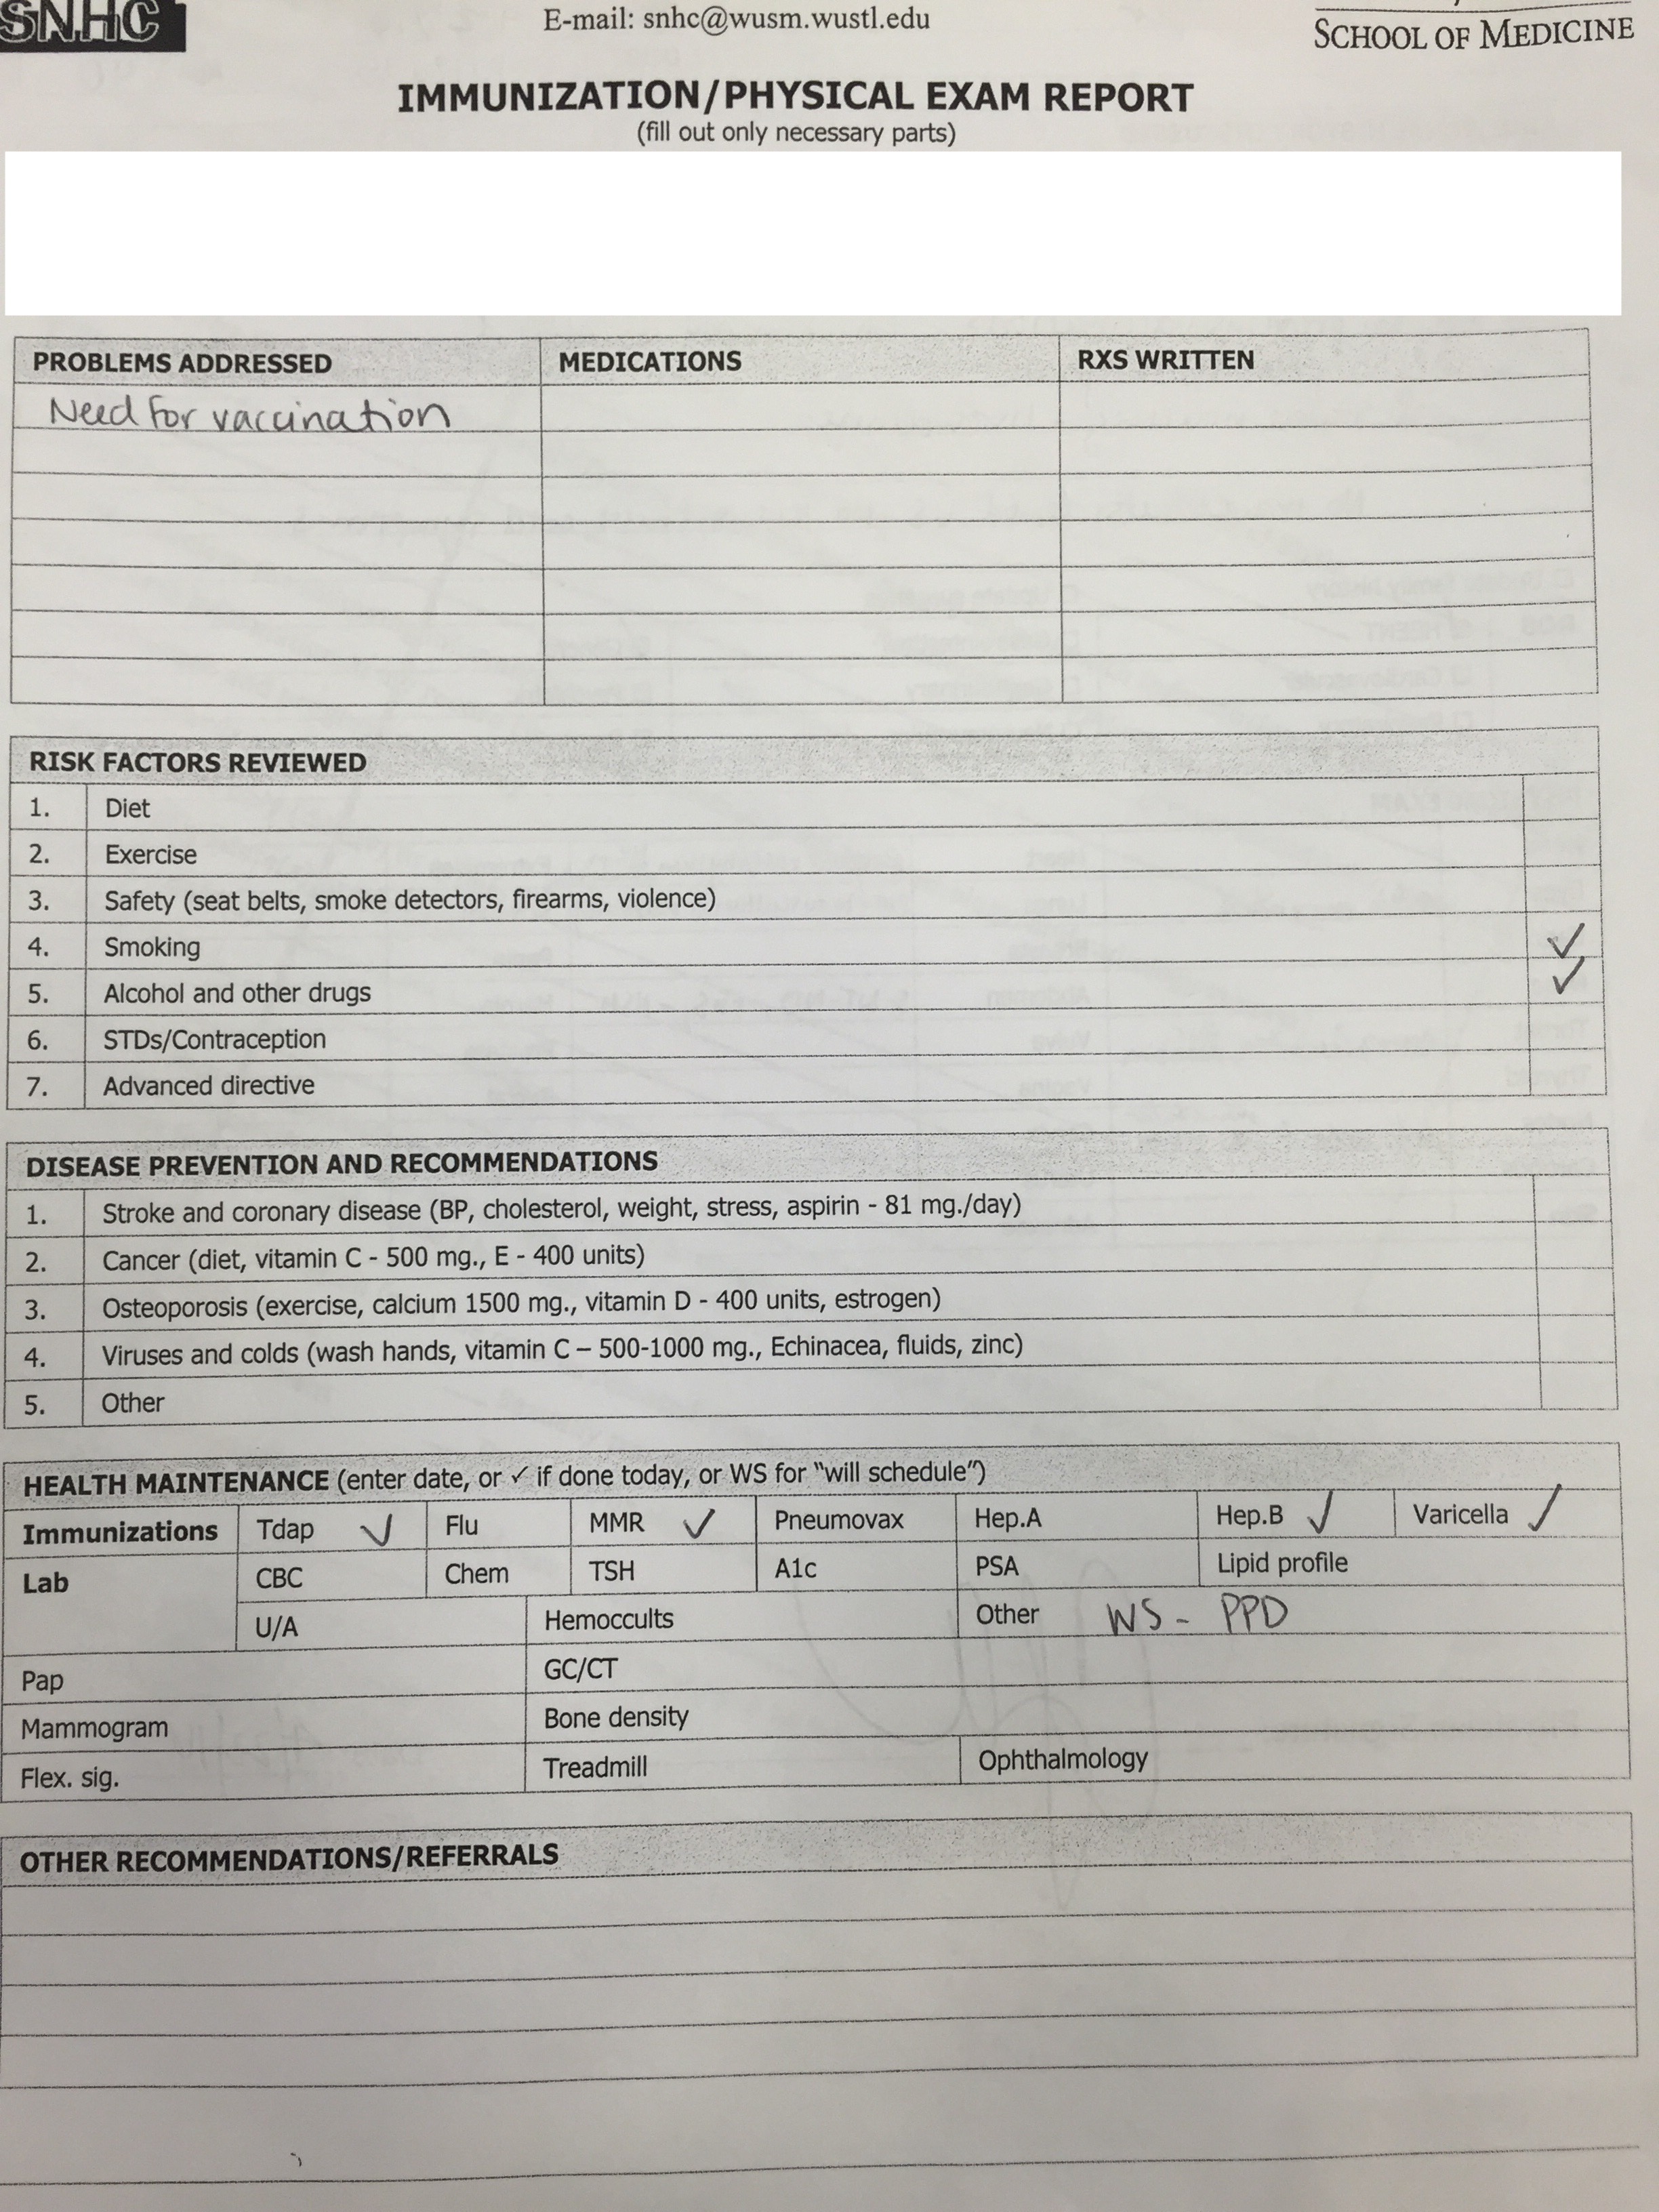 SNHC
E-mail: snhc@wusm.wustl.edu
SCHOOL OF MEDICINE
IMMUNIZATION/PHYSICAL EXAM REPORT
(fill out only necessary parts)
PROBLEMS ADDRESSED MEDICATIONS RXS WRITTEN
Need for vaccination
RISK FACTORS REVIEWED
1. Diet
2. Exercise
3. Safety (seat belts, smoke detectors, firearms, violence)
4. Smoking ✓
5. Alcohol and other drugs ✓
6. STDs/Contraception
7. Advanced directive
DISEASE PREVENTION AND RECOMMENDATIONS
1. Stroke and coronary disease (BP, cholesterol, weight, stress, aspirin - 81 mg./day)
2. Cancer (diet, vitamin C - 500 mg., E - 400 units)
3. Osteoporosis (exercise, calcium 1500 mg., vitamin D - 400 units, estrogen)
4. Viruses and colds (wash hands, vitamin C – 500-1000 mg., Echinacea, fluids, zinc)
5. Other
HEALTH MAINTENANCE (enter date, or ✓ if done today, or WS for "will schedule")
Immunizations Tdap ✓ Flu MMR ✓ Pneumovax Hep.A Hep.B ✓ Varicella ✓
Lab CBC Chem TSH A1c PSA Lipid profile
U/A Hemoccults Other WS - PPD
Pap GC/CT
Mammogram Bone density
Flex. sig. Treadmill Ophthalmology
OTHER RECOMMENDATIONS/REFERRALS